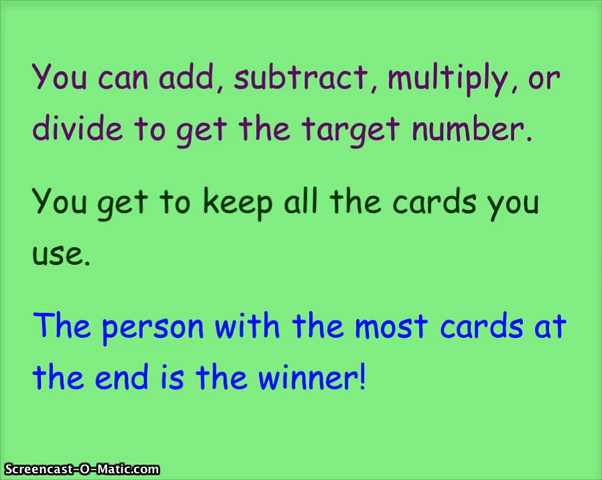 You can add, subtract, multiply, or
divide to get the target number.
You get to keep all the cards you
use.
The person with the most cards at
the end is the winner!
Screencast-O-Matic.com